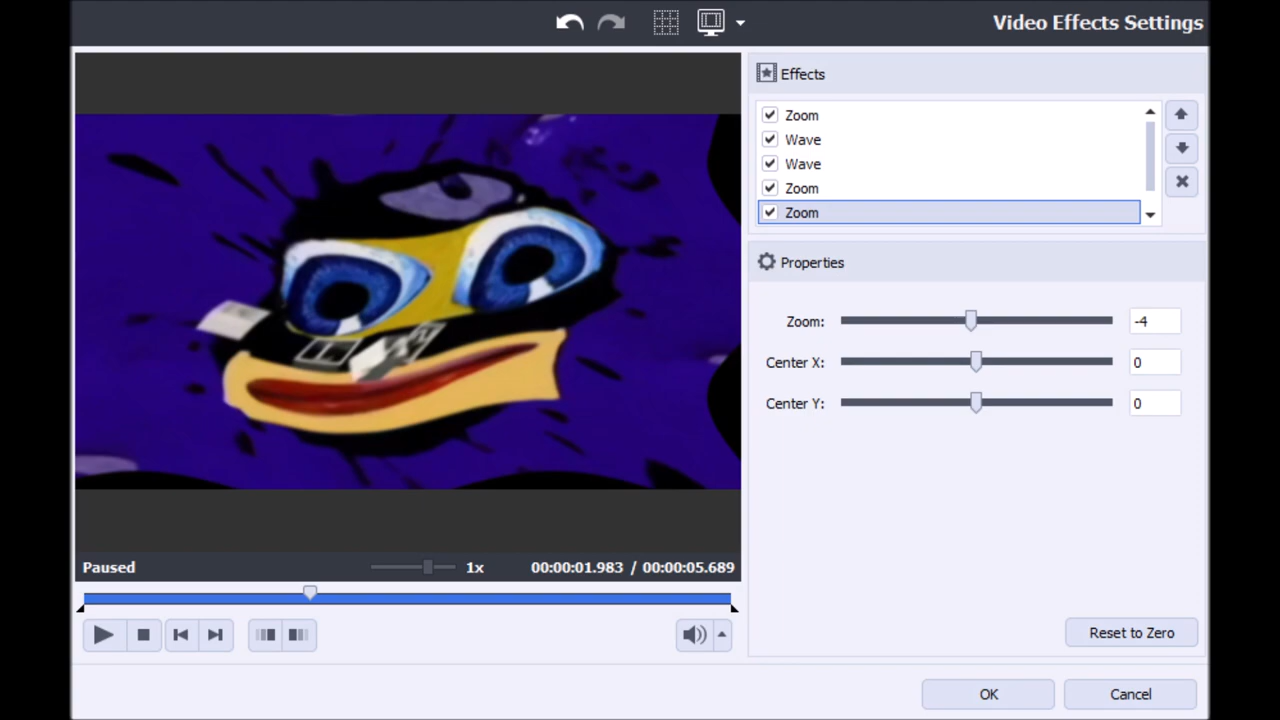 Video Effects Settings
Effects
Zoom
Wave
Wave
Zoom
Zoom
Properties
Zoom: -4
Center X: 0
Center Y: 0
Paused 1x 00:00:01.983 / 00:00:05.689
Reset to Zero
OK Cancel